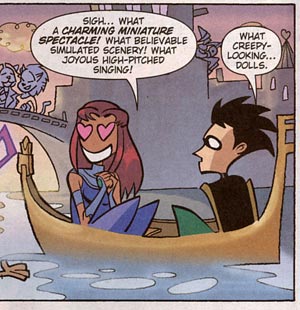 SIGH... WHAT
A CHARMING MINIATURE
SPECTACLE! WHAT BELIEVABLE
SIMULATED SCENERY! WHAT
JOYOUS HIGH-PITCHED
SINGING!
WHAT
CREEPY-
LOOKING...
DOLLS.